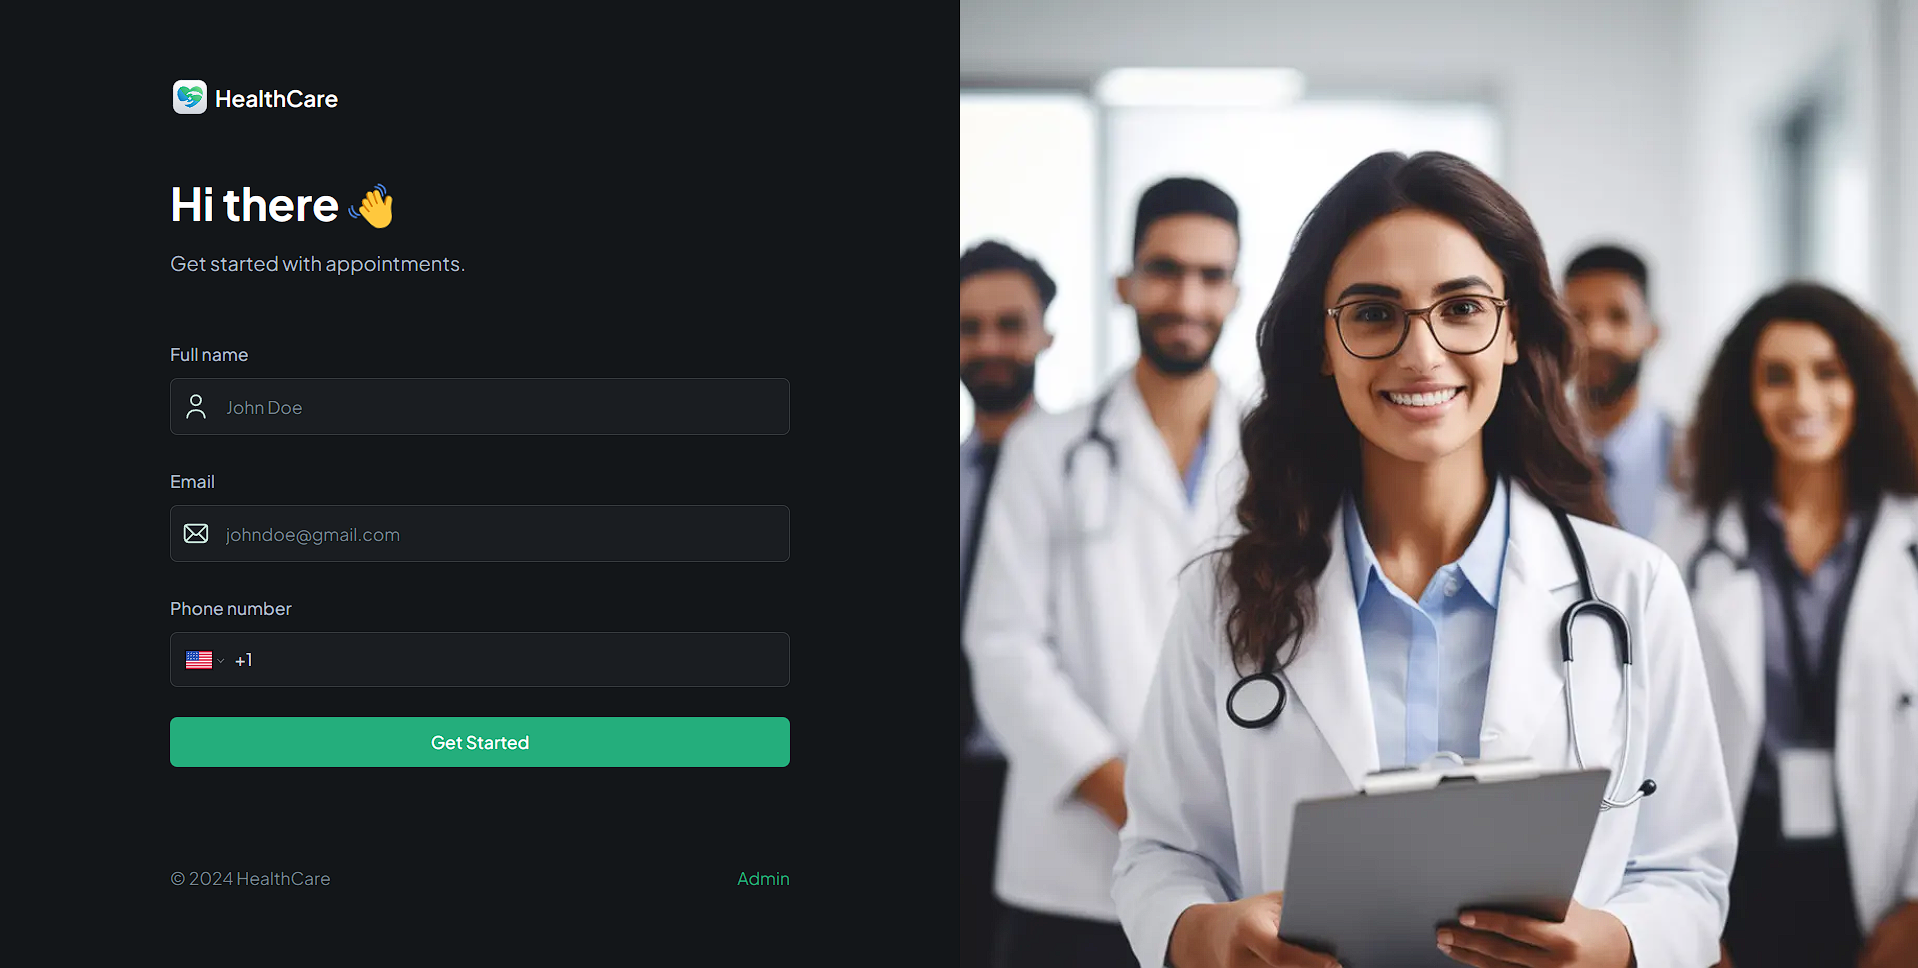 HealthCare
Hi there 👋
Get started with appointments.
Full name
John Doe
Email
johndoe@gmail.com
Phone number
+1
Get Started
© 2024 HealthCare
Admin